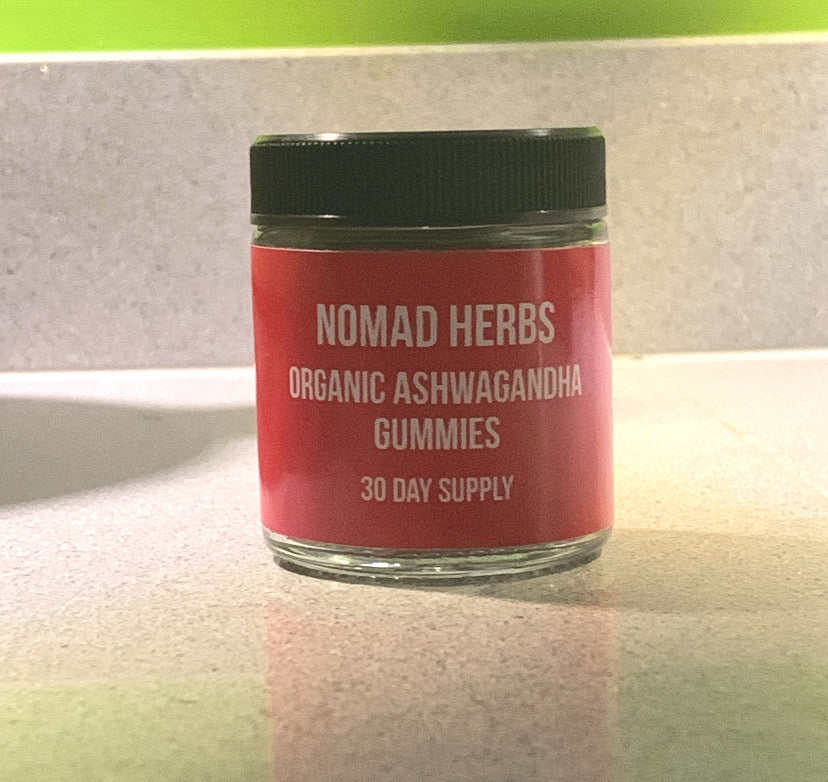 NOMAD HERBS
ORGANIC ASHWAGANDHA
GUMMIES
30 DAY SUPPLY